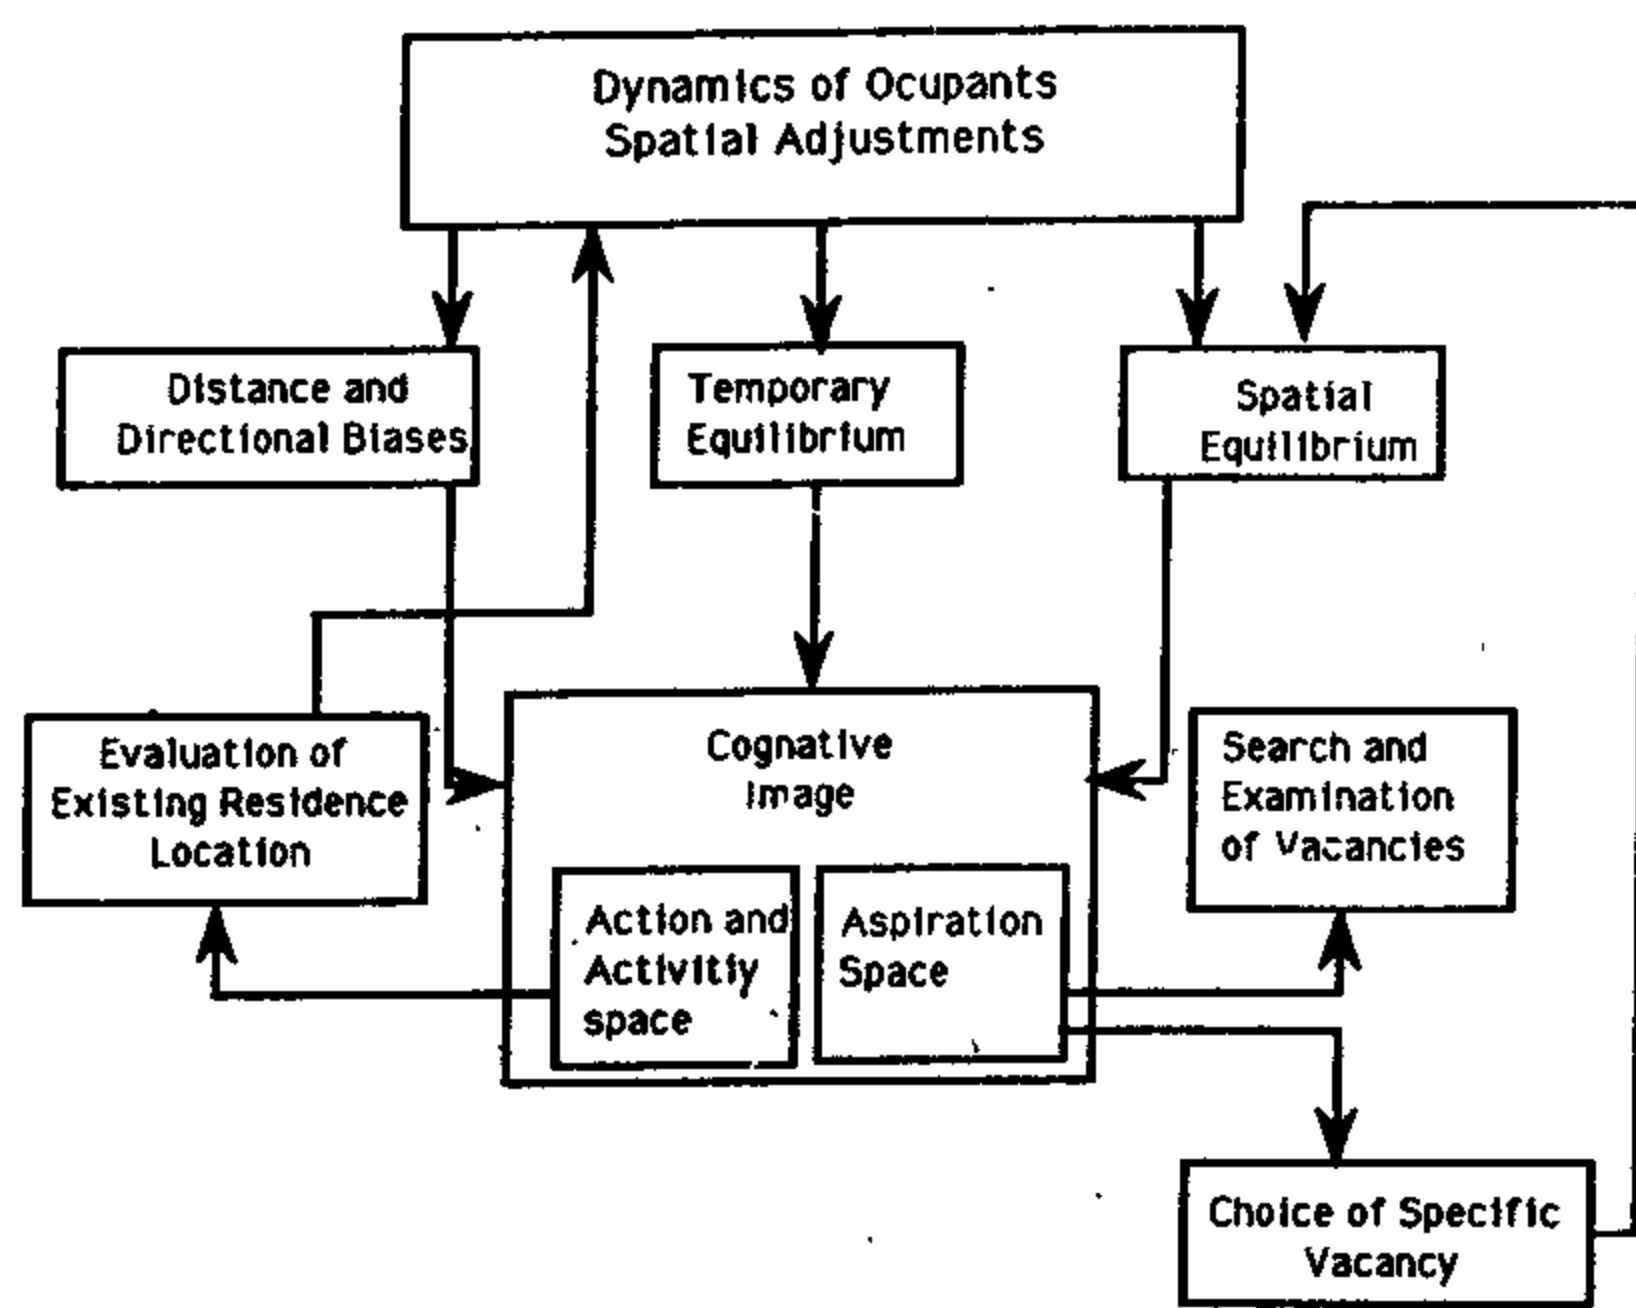 Dynamics of Ocupants
Spatial Adjustments
Distance and
Directional Biases
Temporary
Equilibrium
Spatial
Equilibrium
Evaluation of
Existing Residence
Location
Cognative
Image
Search and
Examination
of Vacancies
Action and
Activitiy
space
Aspiration
Space
Choice of Specific
Vacancy